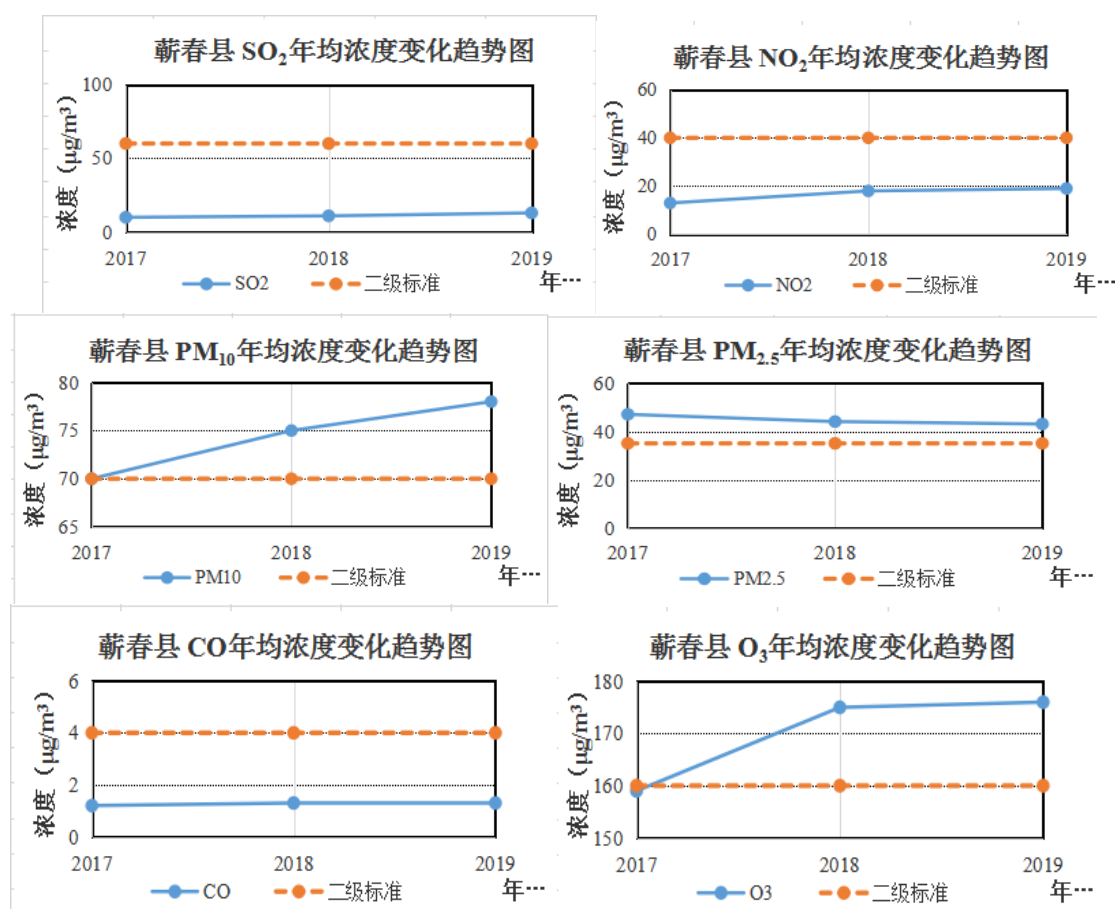 蕲春县 SO₂年均浓度变化趋势图
浓度（μg/m³）
100
50
0
2017 2018 2019
SO2 二级标准 年…
蕲春县 NO₂年均浓度变化趋势图
浓度（μg/m³）
60
40
20
0
2017 2018 2019
NO2 二级标准 年…
蕲春县 PM₁₀年均浓度变化趋势图
浓度（μg/m³）
80
75
70
65
2017 2018 2019
PM10 二级标准 年…
蕲春县 PM₂.₅年均浓度变化趋势图
浓度（μg/m³）
60
40
20
0
2017 2018 2019
PM2.5 二级标准 年…
蕲春县 CO年均浓度变化趋势图
浓度（μg/m³）
6
4
2
0
2017 2018 2019
CO 二级标准 年…
蕲春县 O₃年均浓度变化趋势图
浓度（μg/m³）
180
170
160
150
2017 2018 2019
O3 二级标准 年…